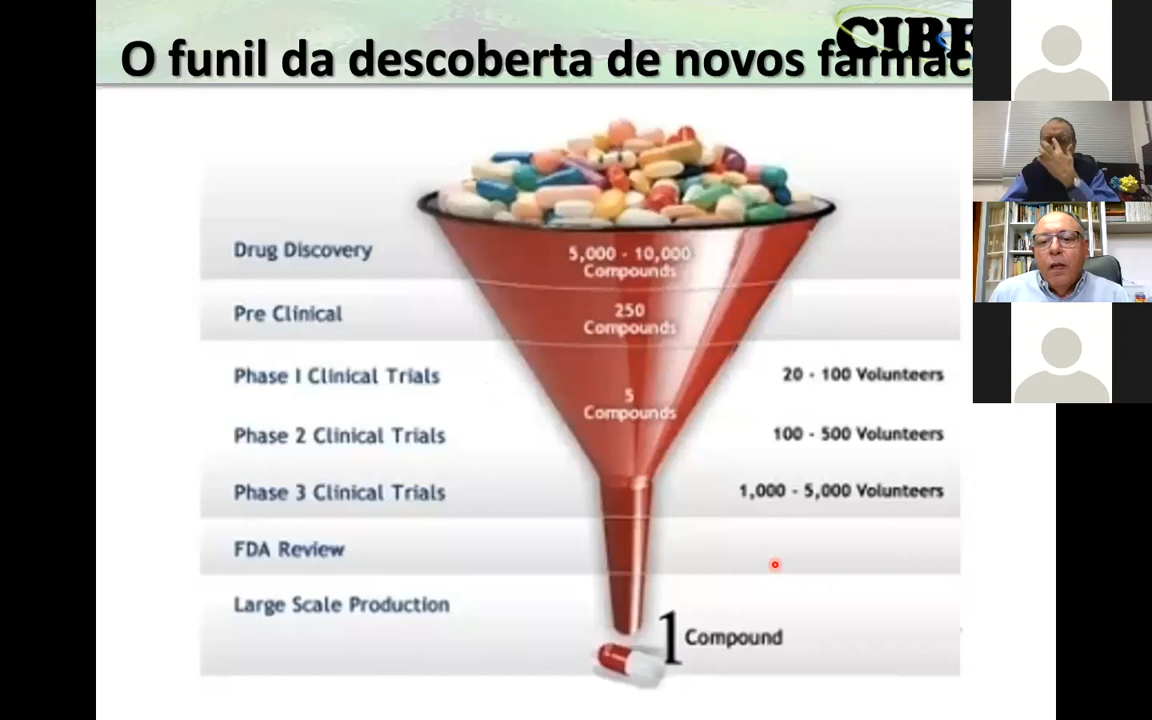 O funil da descoberta de novos
Drug Discovery
5,000 - 10,000
Compounds
Pre Clinical
250
Compounds
Phase I Clinical Trials
20 - 100 Volunteers
5
Compounds
Phase 2 Clinical Trials
100 - 500 Volunteers
Phase 3 Clinical Trials
1,000 - 5,000 Volunteers
FDA Review
Large Scale Production
1 Compound